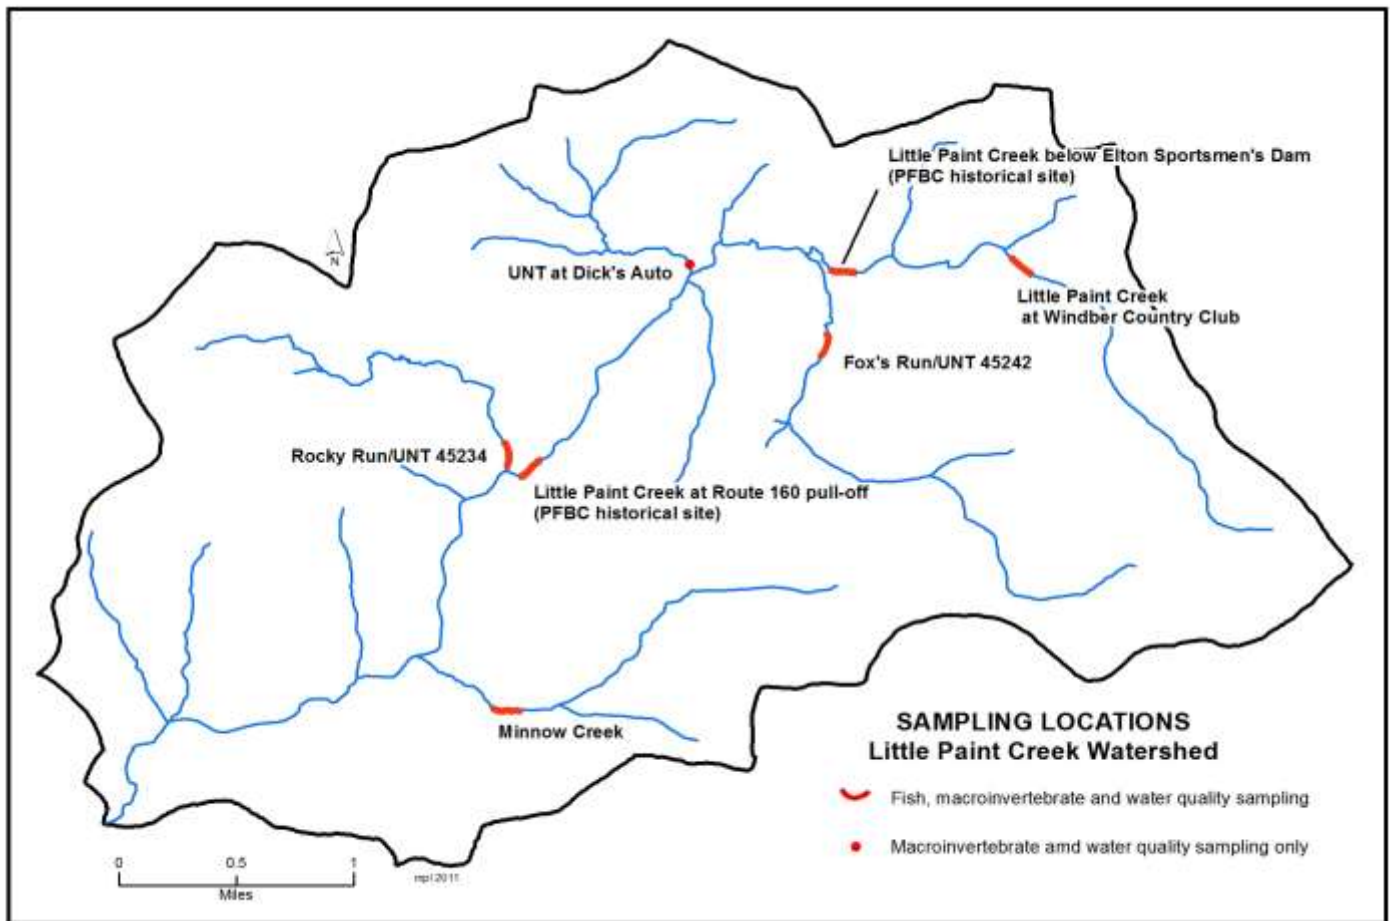 Little Paint Creek below Elton Sportsmen's Dam
(PFBC historical site)
N
UNT at Dick's Auto
Little Paint Creek
at Windber Country Club
Fox's Run/UNT 45242
Rocky Run/UNT 45234
Little Paint Creek at Route 160 pull-off
(PFBC historical site)
Minnow Creek
SAMPLING LOCATIONS
Little Paint Creek Watershed
Fish, macroinvertebrate and water quality sampling
Macroinvertebrate amd water quality sampling only
0 0.5 1
Miles
mpl 2011